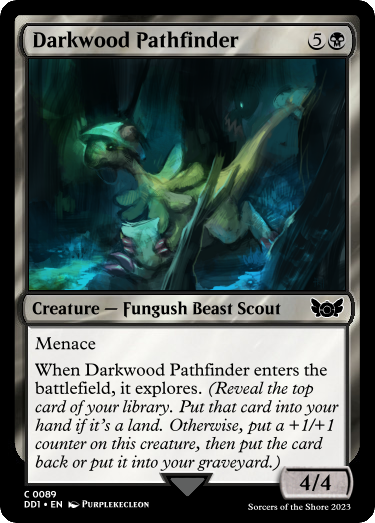 Darkwood Pathfinder 5
Creature — Fungush Beast Scout
Menace
When Darkwood Pathfinder enters the
battlefield, it explores. (Reveal the top
card of your library. Put that card into your
hand if it's a land. Otherwise, put a +1/+1
counter on this creature, then put the card
back or put it into your graveyard.)
4/4
C 0089
DD1 • EN PURPLEKECLEON
Sorcers of the Shore 2023